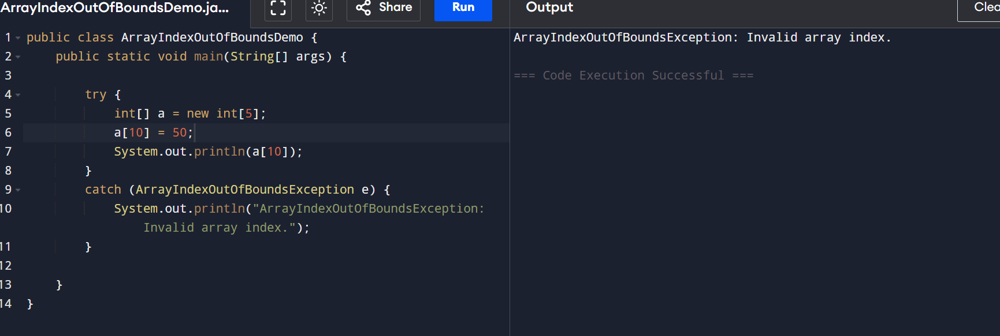 ArrayIndexOutOfBoundsDemo.ja...
Share
Run
Output
1 public class ArrayIndexOutOfBoundsDemo {
2     public static void main(String[] args) {
3
4         try {
5             int[] a = new int[5];
6             a[10] = 50;
7             System.out.println(a[10]);
8         }
9         catch (ArrayIndexOutOfBoundsException e) {
10             System.out.println("ArrayIndexOutOfBoundsException:
                Invalid array index.");
11         }
12
13     }
14 }
ArrayIndexOutOfBoundsException: Invalid array index.
=== Code Execution Successful ===